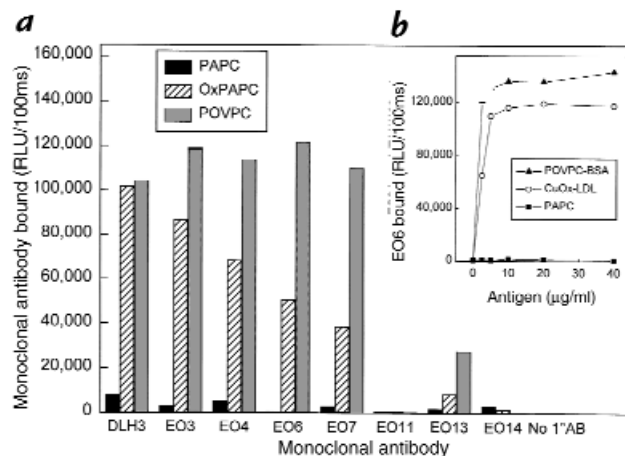 a
b
160,000
140,000
120,000
100,000
80,000
60,000
40,000
20,000
0
Monoclonal antibody bound (RLU/100ms)
PAPC
OxPAPC
POVPC
DLH3 EO3 EO4 EO6 EO7 EO11 EO13 EO14 No 1°AB
Monoclonal antibody
EO6 bound (RLU/100ms)
120,000
80,000
40,000
0
POVPC-BSA
CuOx-LDL
PAPC
0 10 20 30 40
Antigen (μg/ml)